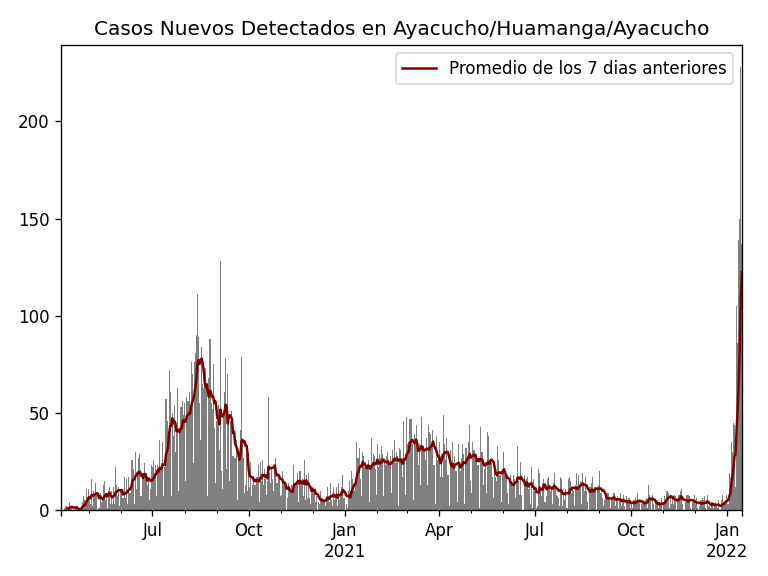 Casos Nuevos Detectados en Ayacucho/Huamanga/Ayacucho
Promedio de los 7 dias anteriores
200
150
100
50
0
Jul
Oct
Jan
2021
Apr
Jul
Oct
Jan
2022